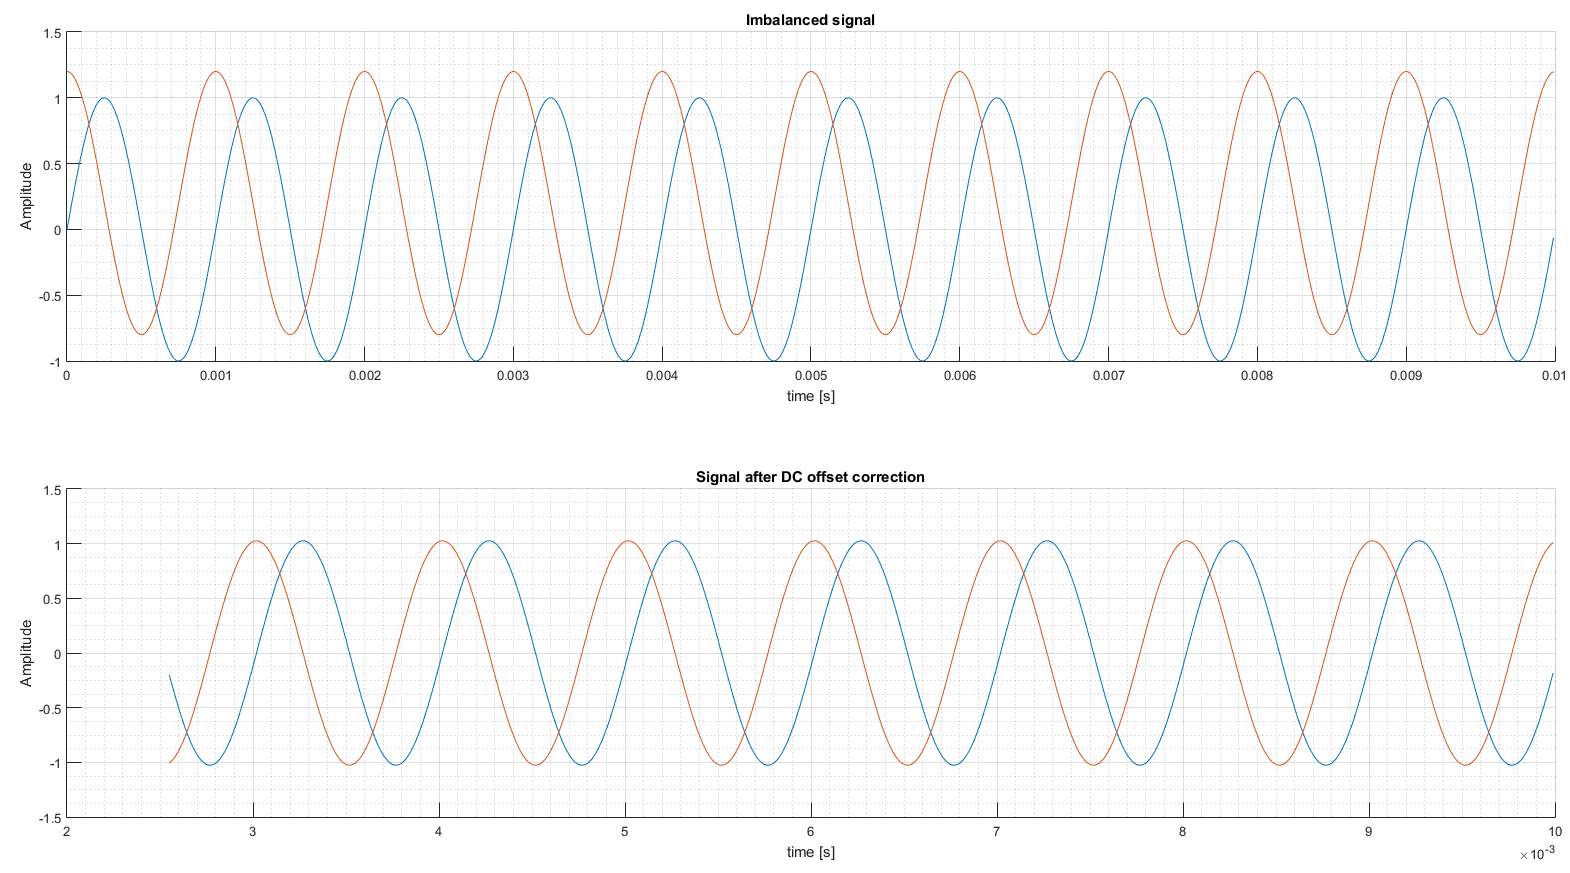 Imbalanced signal
1.5
1
0.5
0
-0.5
-1
Amplitude
0 0.001 0.002 0.003 0.004 0.005 0.006 0.007 0.008 0.009 0.01
time [s]
Signal after DC offset correction
1.5
1
0.5
0
-0.5
-1
-1.5
Amplitude
2 3 4 5 6 7 8 9 10
time [s]
×10-3